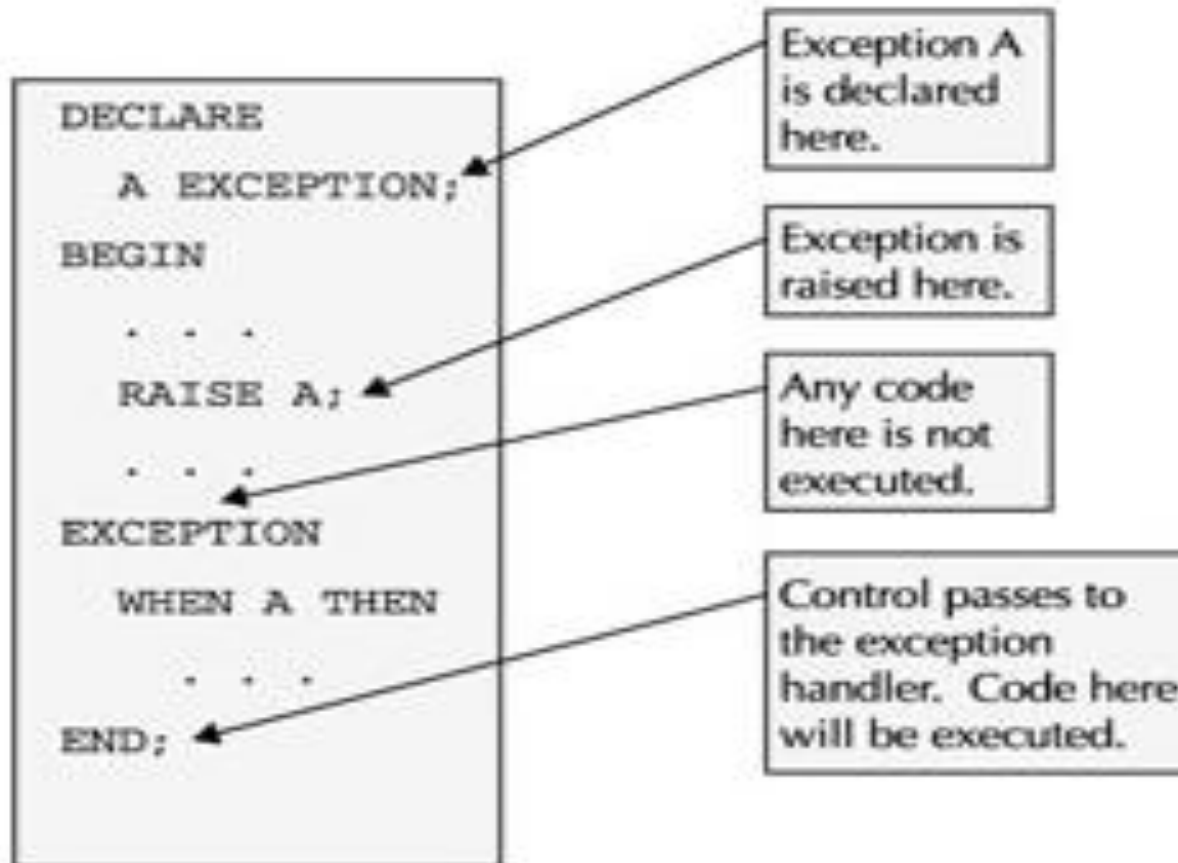 DECLARE
A EXCEPTION;
BEGIN
. . .
RAISE A;
. . .
EXCEPTION
WHEN A THEN
. . .
END;
Exception A
is declared
here.
Exception is
raised here.
Any code
here is not
executed.
Control passes to
the exception
handler. Code here
will be executed.